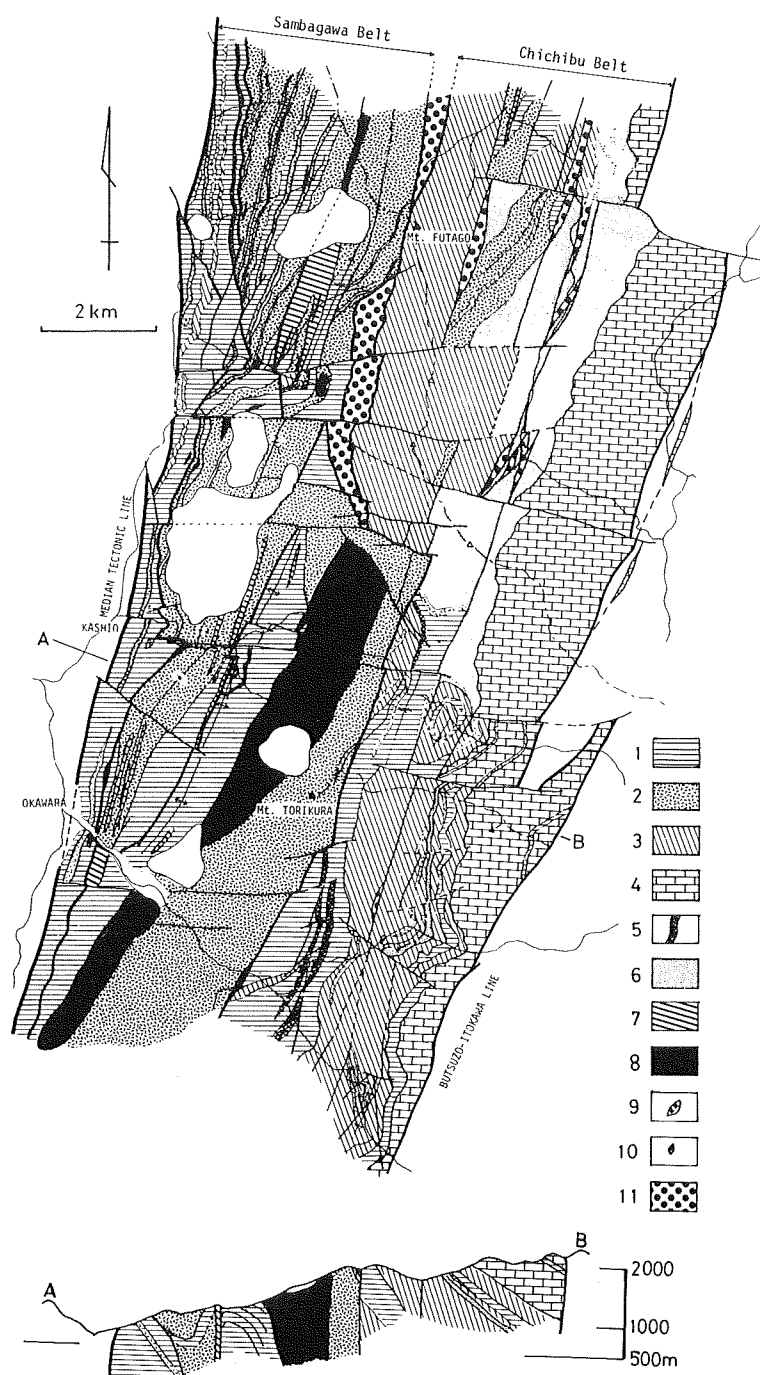 Sambagawa Belt
Chichibu Belt
Mt. FUTAGO
2 km
MEDIAN TECTONIC LINE
KASHIO
A
OKAWARA
Mt. TORIKURA
B
BUTSUZO-ITOKAWA LINE
1
2
3
4
5
6
7
8
9
10
11
A
B
2000
1000
500m